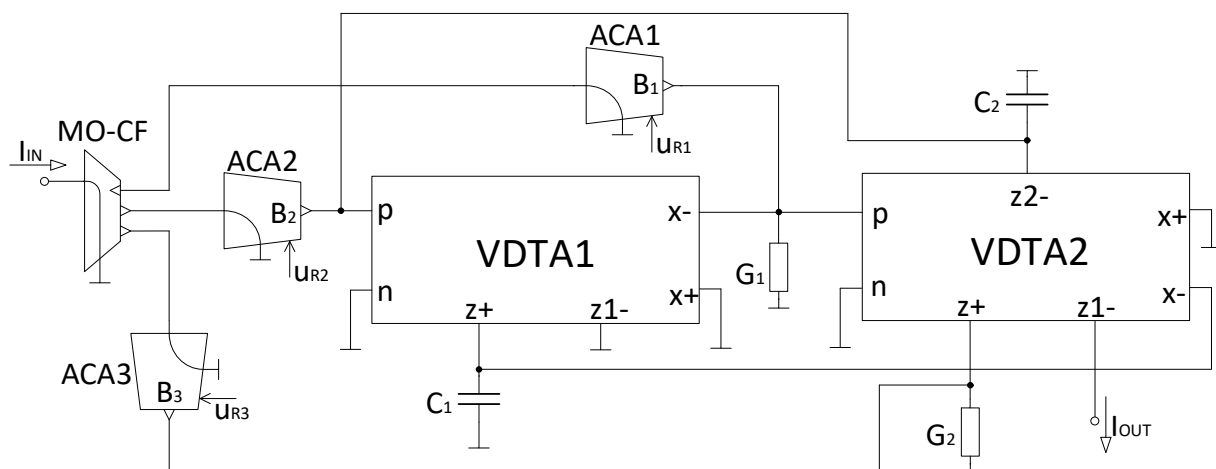 ACA1
B1
uR1
C2
MO-CF
IIN
ACA2
B2
uR2
p
n
x-
x+
VDTA1
z+
z1-
G1
p
n
z2-
x+
x-
VDTA2
z+
z1-
ACA3
B3
uR3
C1
G2
IOUT